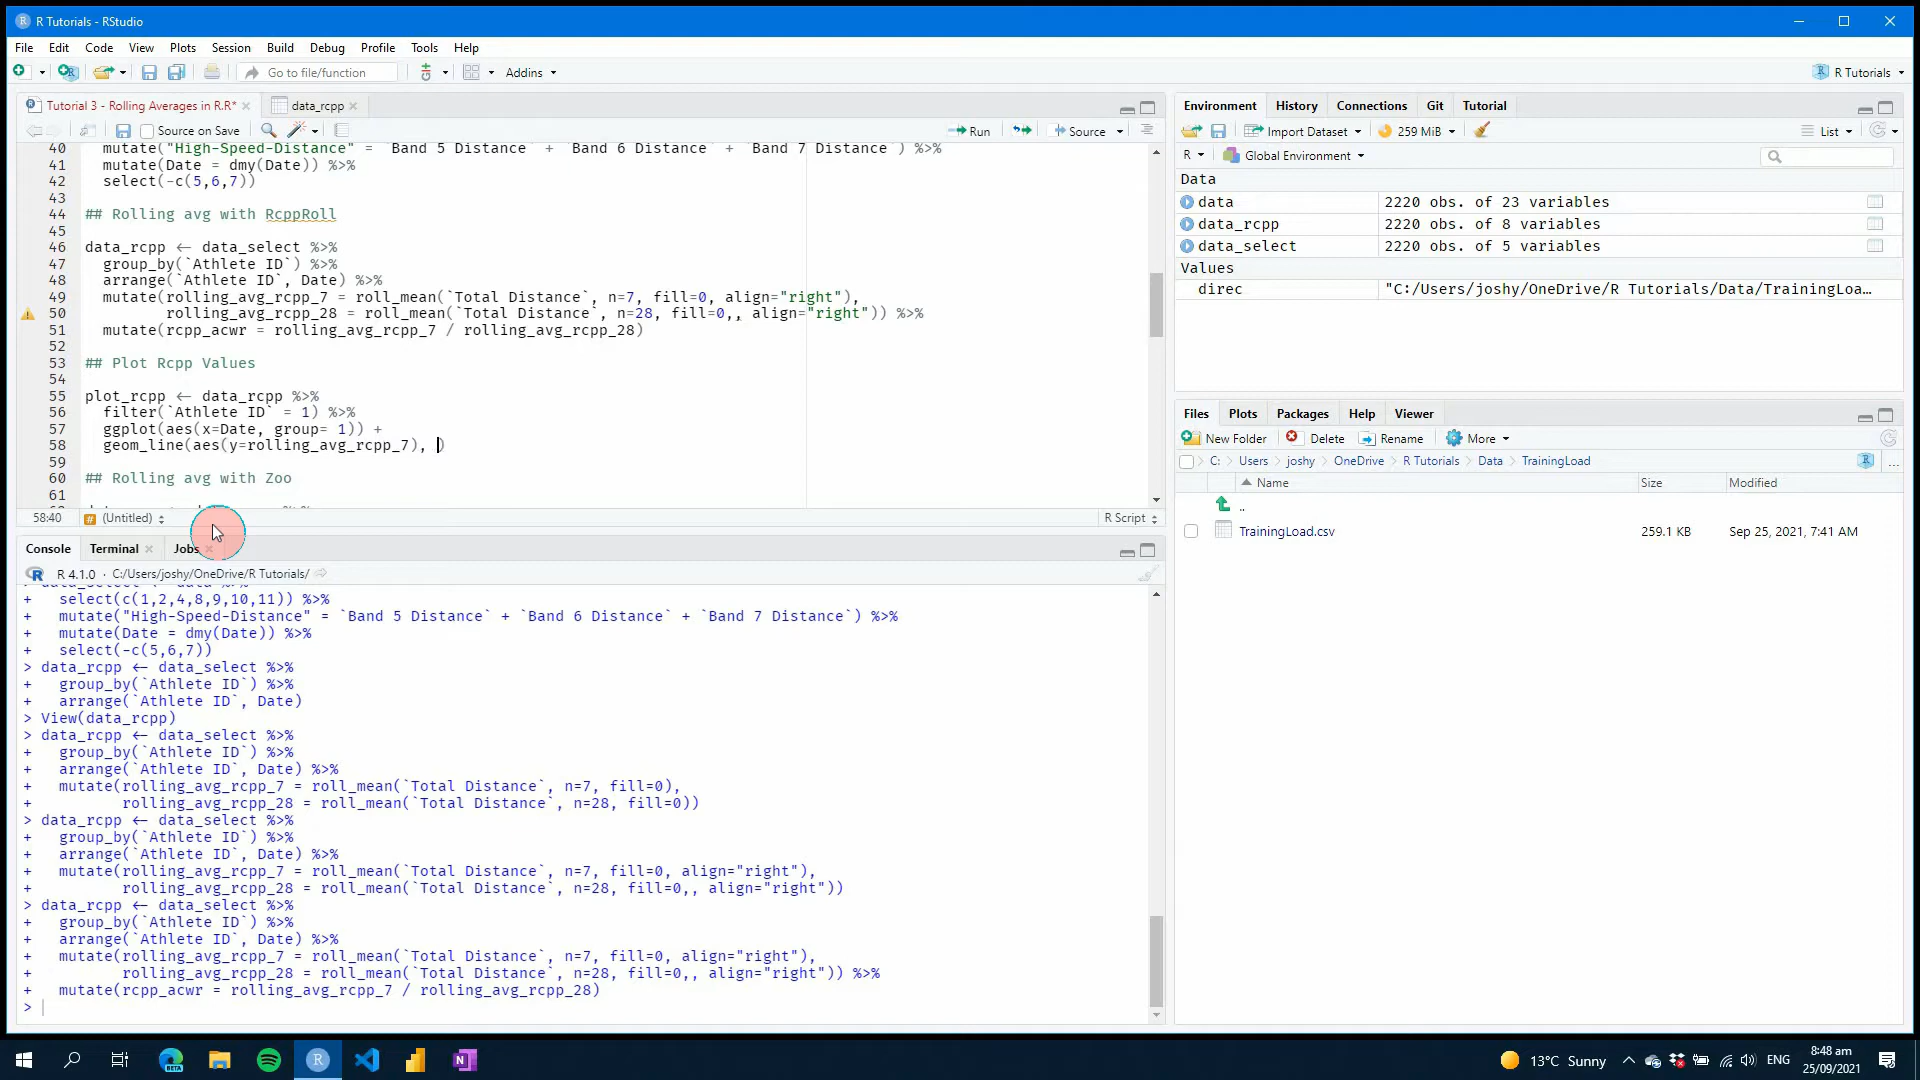 R Tutorials - RStudio
File Edit Code View Plots Session Build Debug Profile Tools Help
Go to file/function Addins R Tutorials
Tutorial 3 - Rolling Averages in R.R* data_rcpp
Source on Save Run Source
40 mutate("High-Speed-Distance" = `Band 5 Distance` + `Band 6 Distance` + `Band 7 Distance`) %>%
41 mutate(Date = dmy(Date)) %>%
42 select(-c(5,6,7))
43
44 ## Rolling avg with RcppRoll
45
46 data_rcpp <- data_select %>%
47 group_by(`Athlete ID`) %>%
48 arrange(`Athlete ID`, Date) %>%
49 mutate(rolling_avg_rcpp_7 = roll_mean(`Total Distance`, n=7, fill=0, align="right"),
50 rolling_avg_rcpp_28 = roll_mean(`Total Distance`, n=28, fill=0,, align="right")) %>%
51 mutate(rcpp_acwr = rolling_avg_rcpp_7 / rolling_avg_rcpp_28)
52
53 ## Plot Rcpp Values
54
55 plot_rcpp <- data_rcpp %>%
56 filter(`Athlete ID` = 1) %>%
57 ggplot(aes(x=Date, group= 1)) +
58 geom_line(aes(y=rolling_avg_rcpp_7), )
59
60 ## Rolling avg with Zoo
61
58:40 # (Untitled) R Script
Console Terminal Jobs
R 4.1.0 · C:/Users/joshy/OneDrive/R Tutorials/
+ select(c(1,2,4,8,9,10,11)) %>%
+ mutate("High-Speed-Distance" = `Band 5 Distance` + `Band 6 Distance` + `Band 7 Distance`) %>%
+ mutate(Date = dmy(Date)) %>%
+ select(-c(5,6,7))
> data_rcpp <- data_select %>%
+ group_by(`Athlete ID`) %>%
+ arrange(`Athlete ID`, Date)
> View(data_rcpp)
> data_rcpp <- data_select %>%
+ group_by(`Athlete ID`) %>%
+ arrange(`Athlete ID`, Date) %>%
+ mutate(rolling_avg_rcpp_7 = roll_mean(`Total Distance`, n=7, fill=0),
+ rolling_avg_rcpp_28 = roll_mean(`Total Distance`, n=28, fill=0))
> data_rcpp <- data_select %>%
+ group_by(`Athlete ID`) %>%
+ arrange(`Athlete ID`, Date) %>%
+ mutate(rolling_avg_rcpp_7 = roll_mean(`Total Distance`, n=7, fill=0, align="right"),
+ rolling_avg_rcpp_28 = roll_mean(`Total Distance`, n=28, fill=0,, align="right"))
> data_rcpp <- data_select %>%
+ group_by(`Athlete ID`) %>%
+ arrange(`Athlete ID`, Date) %>%
+ mutate(rolling_avg_rcpp_7 = roll_mean(`Total Distance`, n=7, fill=0, align="right"),
+ rolling_avg_rcpp_28 = roll_mean(`Total Distance`, n=28, fill=0,, align="right")) %>%
+ mutate(rcpp_acwr = rolling_avg_rcpp_7 / rolling_avg_rcpp_28)
>
Environment History Connections Git Tutorial
Import Dataset 259 MiB List
R Global Environment
Data
data 2220 obs. of 23 variables
data_rcpp 2220 obs. of 8 variables
data_select 2220 obs. of 5 variables
Values
direc "C:/Users/joshy/OneDrive/R Tutorials/Data/TrainingLoa…
Files Plots Packages Help Viewer
New Folder Delete Rename More
C: Users joshy OneDrive R Tutorials Data TrainingLoad ...
Name Size Modified
..
TrainingLoad.csv 259.1 KB Sep 25, 2021, 7:41 AM
BETA 13°C Sunny ENG 8:48 am
25/09/2021